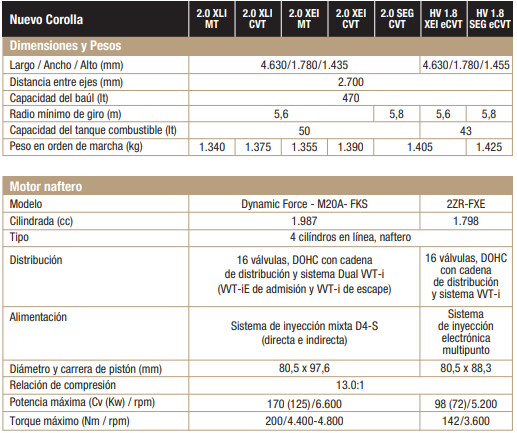 Nuevo Corolla 2.0 XLI MT 2.0 XLI CVT 2.0 XEI MT 2.0 XEI CVT 2.0 SEG CVT HV 1.8 XEI eCVT HV 1.8 SEG eCVT
Dimensiones y Pesos
Largo / Ancho / Alto (mm) 4.630/1.780/1.435 4.630/1.780/1.455
Distancia entre ejes (mm) 2.700
Capacidad del baúl (lt) 470
Radio mínimo de giro (m) 5,6 5,8 5,6 5,8
Capacidad del tanque combustible (lt) 50 43
Peso en orden de marcha (kg) 1.340 1.375 1.355 1.390 1.405 1.425
Motor naftero
Modelo Dynamic Force - M20A- FKS 2ZR-FXE
Cilindrada (cc) 1.987 1.798
Tipo 4 cilíndros en línea, naftero
Distribución 16 válvulas, DOHC con cadena de distribución y sistema Dual VVT-i (VVT-iE de admisión y VVT-i de escape) 16 válvulas, DOHC con cadena de distribución y sistema VVT-i
Alimentación Sistema de inyección mixta D4-S (directa e indirecta) Sistema de inyección electrónica multipunto
Diámetro y carrera de pistón (mm) 80,5 x 97,6 80,5 x 88,3
Relación de compresión 13.0:1
Potencia máxima (Cv (Kw) / rpm) 170 (125)/6.600 98 (72)/5.200
Torque máximo (Nm / rpm) 200/4.400-4.800 142/3.600